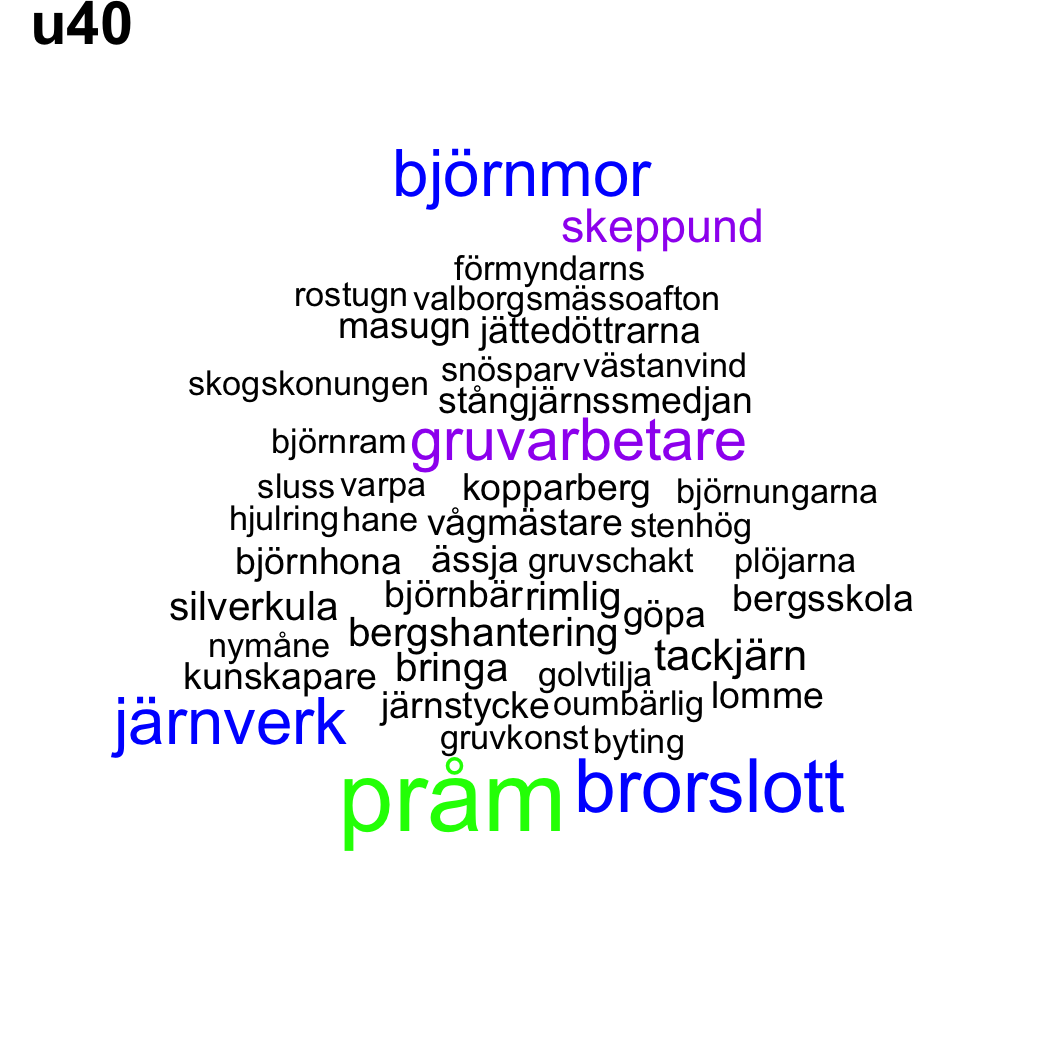 u40
björnmor
skeppund
förmyndarns
rostugn valborgsmässoafton
masugn jättedöttrarna
snösparv västanvind
skogskonungen
stångjärnssmedjan
björnram gruvarbetare
sluss varpa kopparberg björnungarna
hjulring hane vågmästare stenhög
björnhona ässja gruvschakt plöjarna
silverkula björnbär rimlig göpa bergsskola
nymåne bergshantering tackjärn
kunskapare bringa golvtilja lomme
järnverk järnstycke oumbärlig
gruvkonst byting
pråm brorslott